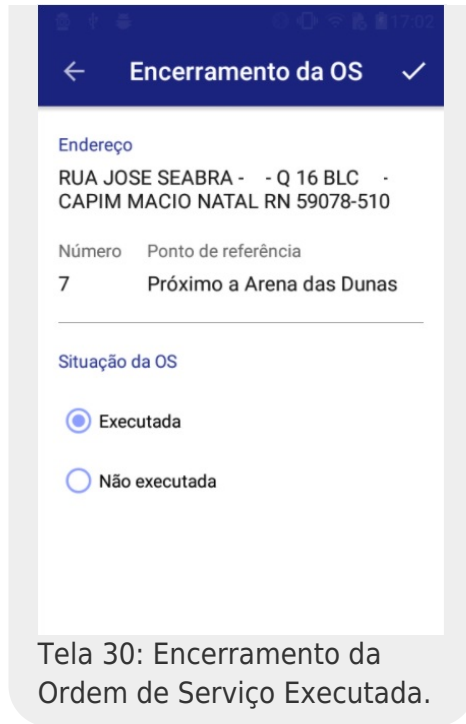 17:02
Encerramento da OS
Endereço
RUA JOSE SEABRA - - Q 16 BLC -
CAPIM MACIO NATAL RN 59078-510
Número Ponto de referência
7 Próximo a Arena das Dunas
Situação da OS
Executada
Não executada
Tela 30: Encerramento da
Ordem de Serviço Executada.